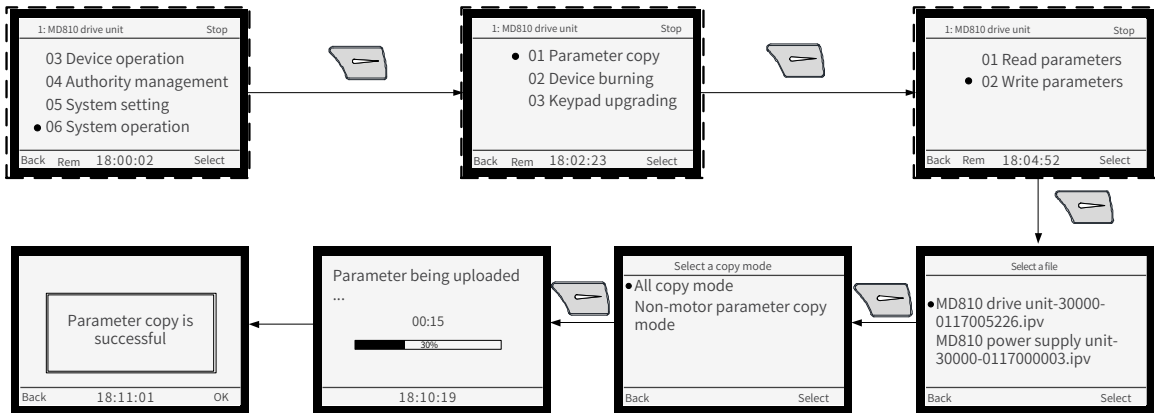 1: MD810 drive unit Stop
03 Device operation
04 Authority management
05 System setting
06 System operation
Back Rem 18:00:02 Select
1: MD810 drive unit Stop
01 Parameter copy
02 Device burning
03 Keypad upgrading
Back Rem 18:02:23 Select
1: MD810 drive unit Stop
01 Read parameters
02 Write parameters
Back Rem 18:04:52 Select
Select a file
MD810 drive unit-30000-
0117005226.ipv
MD810 power supply unit-
30000-0117000003.ipv
Back Select
Select a copy mode
All copy mode
Non-motor parameter copy
mode
Back Select
Parameter being uploaded
...
00:15
30%
18:10:19
Parameter copy is
successful
Back 18:11:01 OK